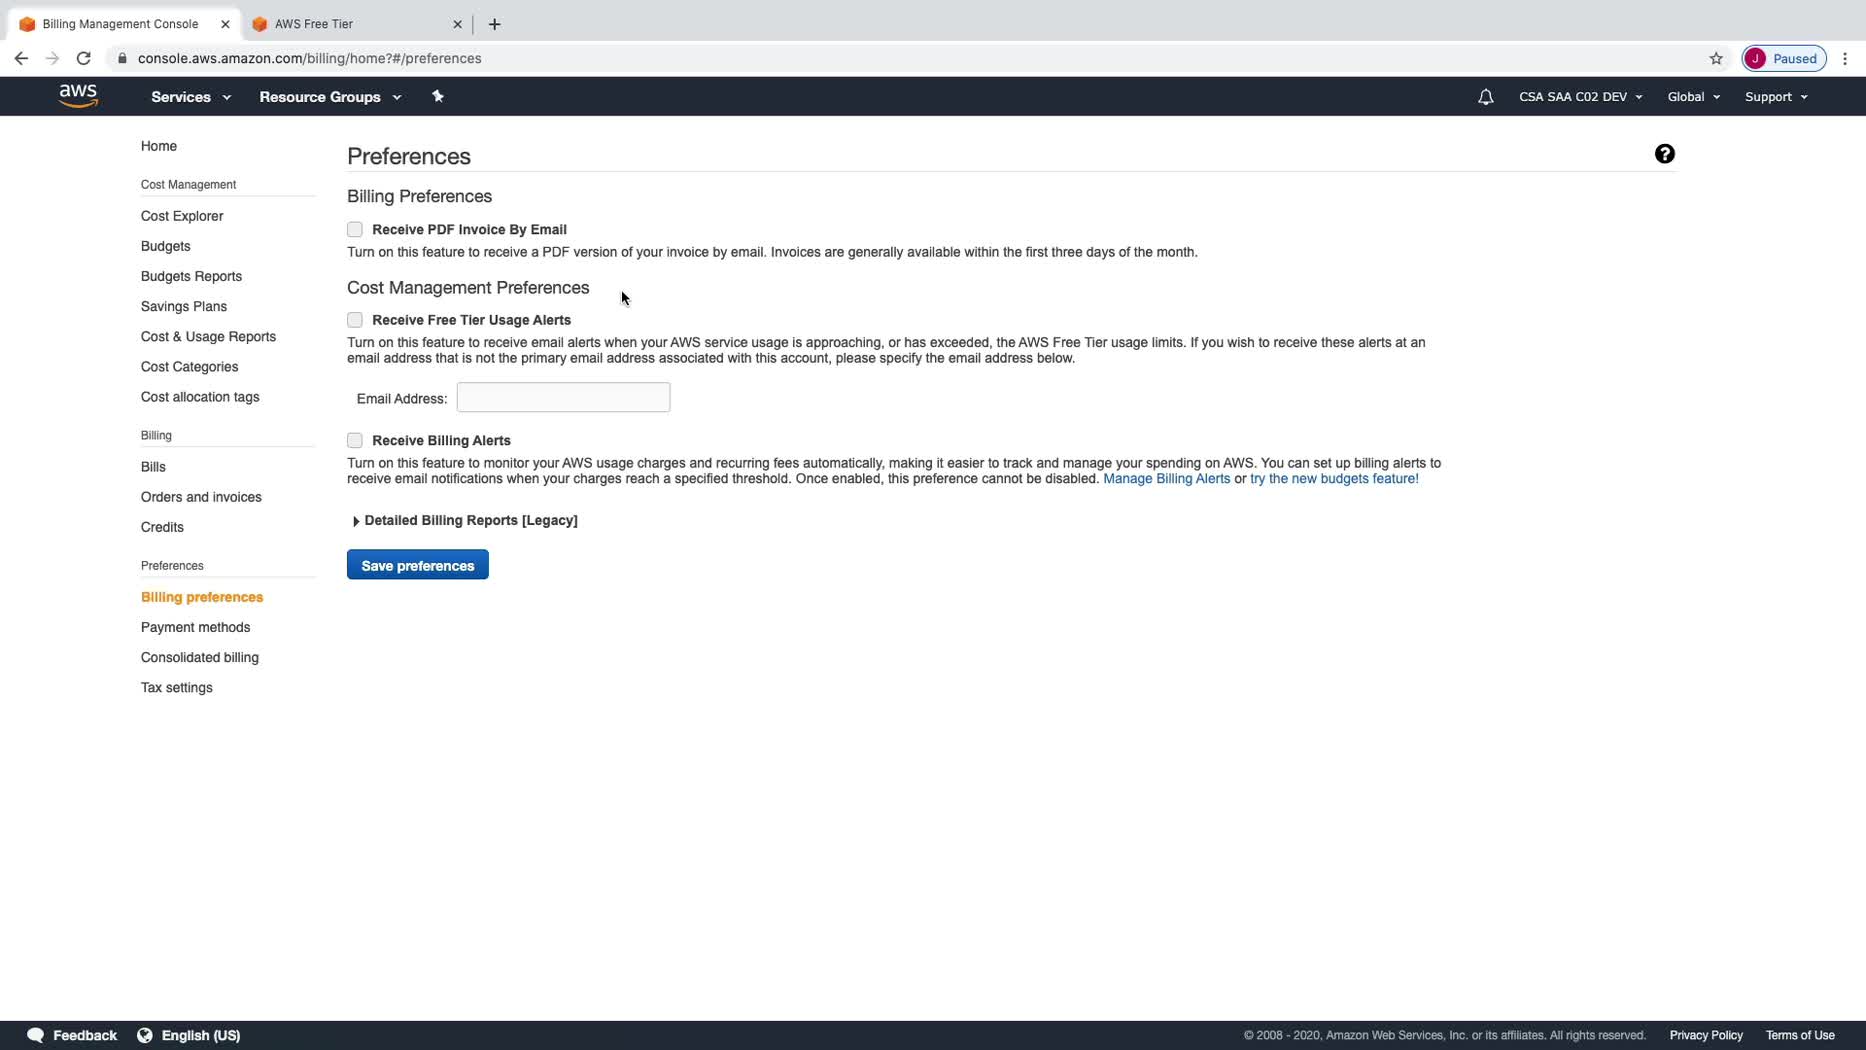 Billing Management Console
AWS Free Tier
console.aws.amazon.com/billing/home?#/preferences
J Paused
aws
Services
Resource Groups
CSA SAA C02 DEV
Global
Support
Home
Cost Management
Cost Explorer
Budgets
Budgets Reports
Savings Plans
Cost & Usage Reports
Cost Categories
Cost allocation tags
Billing
Bills
Orders and invoices
Credits
Preferences
Billing preferences
Payment methods
Consolidated billing
Tax settings
Preferences
?
Billing Preferences
Receive PDF Invoice By Email
Turn on this feature to receive a PDF version of your invoice by email. Invoices are generally available within the first three days of the month.
Cost Management Preferences
Receive Free Tier Usage Alerts
Turn on this feature to receive email alerts when your AWS service usage is approaching, or has exceeded, the AWS Free Tier usage limits. If you wish to receive these alerts at an
email address that is not the primary email address associated with this account, please specify the email address below.
Email Address:
Receive Billing Alerts
Turn on this feature to monitor your AWS usage charges and recurring fees automatically, making it easier to track and manage your spending on AWS. You can set up billing alerts to
receive email notifications when your charges reach a specified threshold. Once enabled, this preference cannot be disabled. Manage Billing Alerts or try the new budgets feature!
Detailed Billing Reports [Legacy]
Save preferences
Feedback
English (US)
© 2008 - 2020, Amazon Web Services, Inc. or its affiliates. All rights reserved.
Privacy Policy
Terms of Use